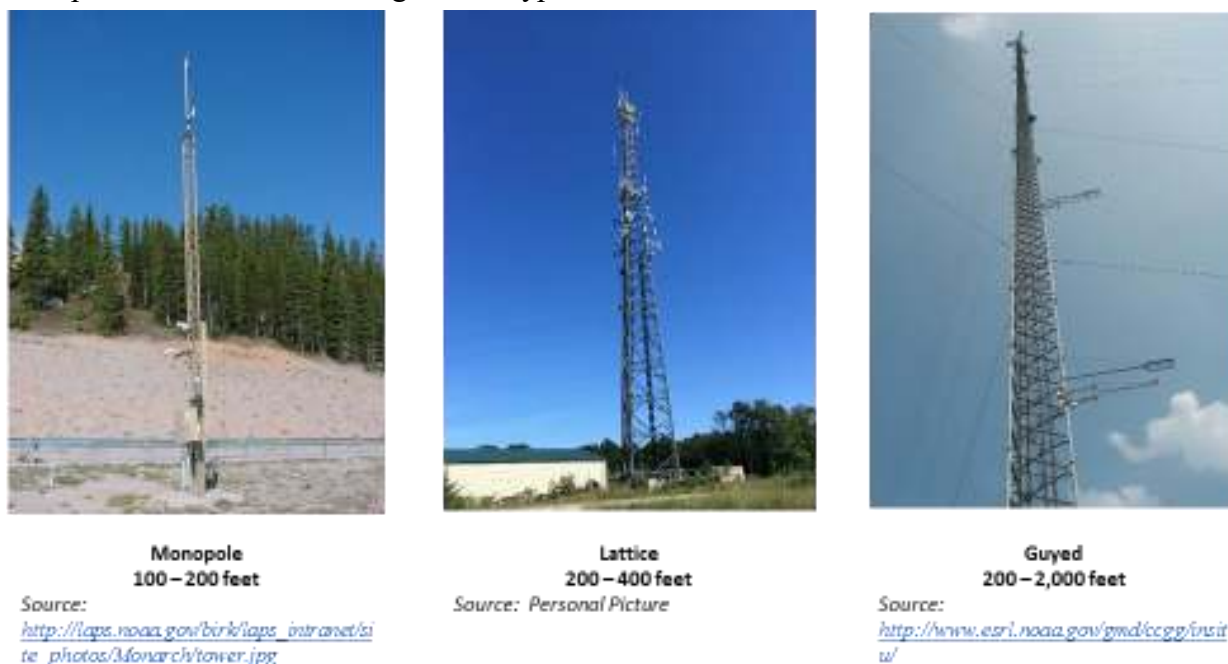 Monopole
100 – 200 feet
Source:
http://laps.noaa.gov/birk/laps_intranet/si
te_photos/Monarch/tower.jpg
Lattice
200 – 400 feet
Source: Personal Picture
Guyed
200 – 2,000 feet
Source:
http://www.esrl.noaa.gov/gmd/ccgg/insit
u/